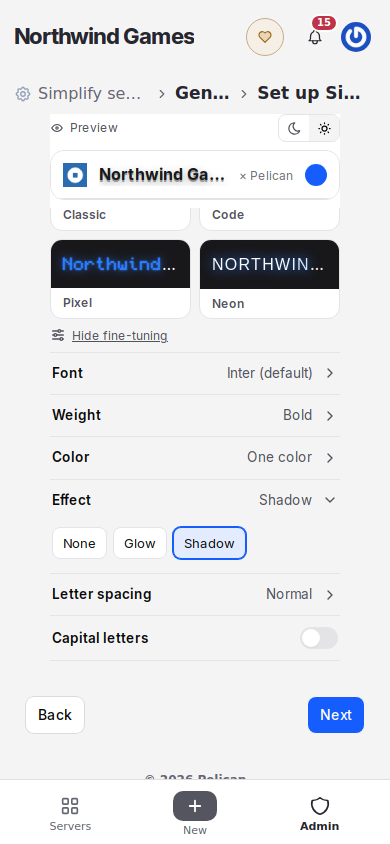 Northwind Games
15
Simplify se... > Gen... > Set up Si...
Preview
Northwind Ga... × Pelican
Classic
Code
Northwind...
NORTHWIN...
Pixel
Neon
Hide fine-tuning
Font Inter (default)
Weight Bold
Color One color
Effect Shadow
None Glow Shadow
Letter spacing Normal
Capital letters
Back Next
© 2026 Pelican
Servers New Admin